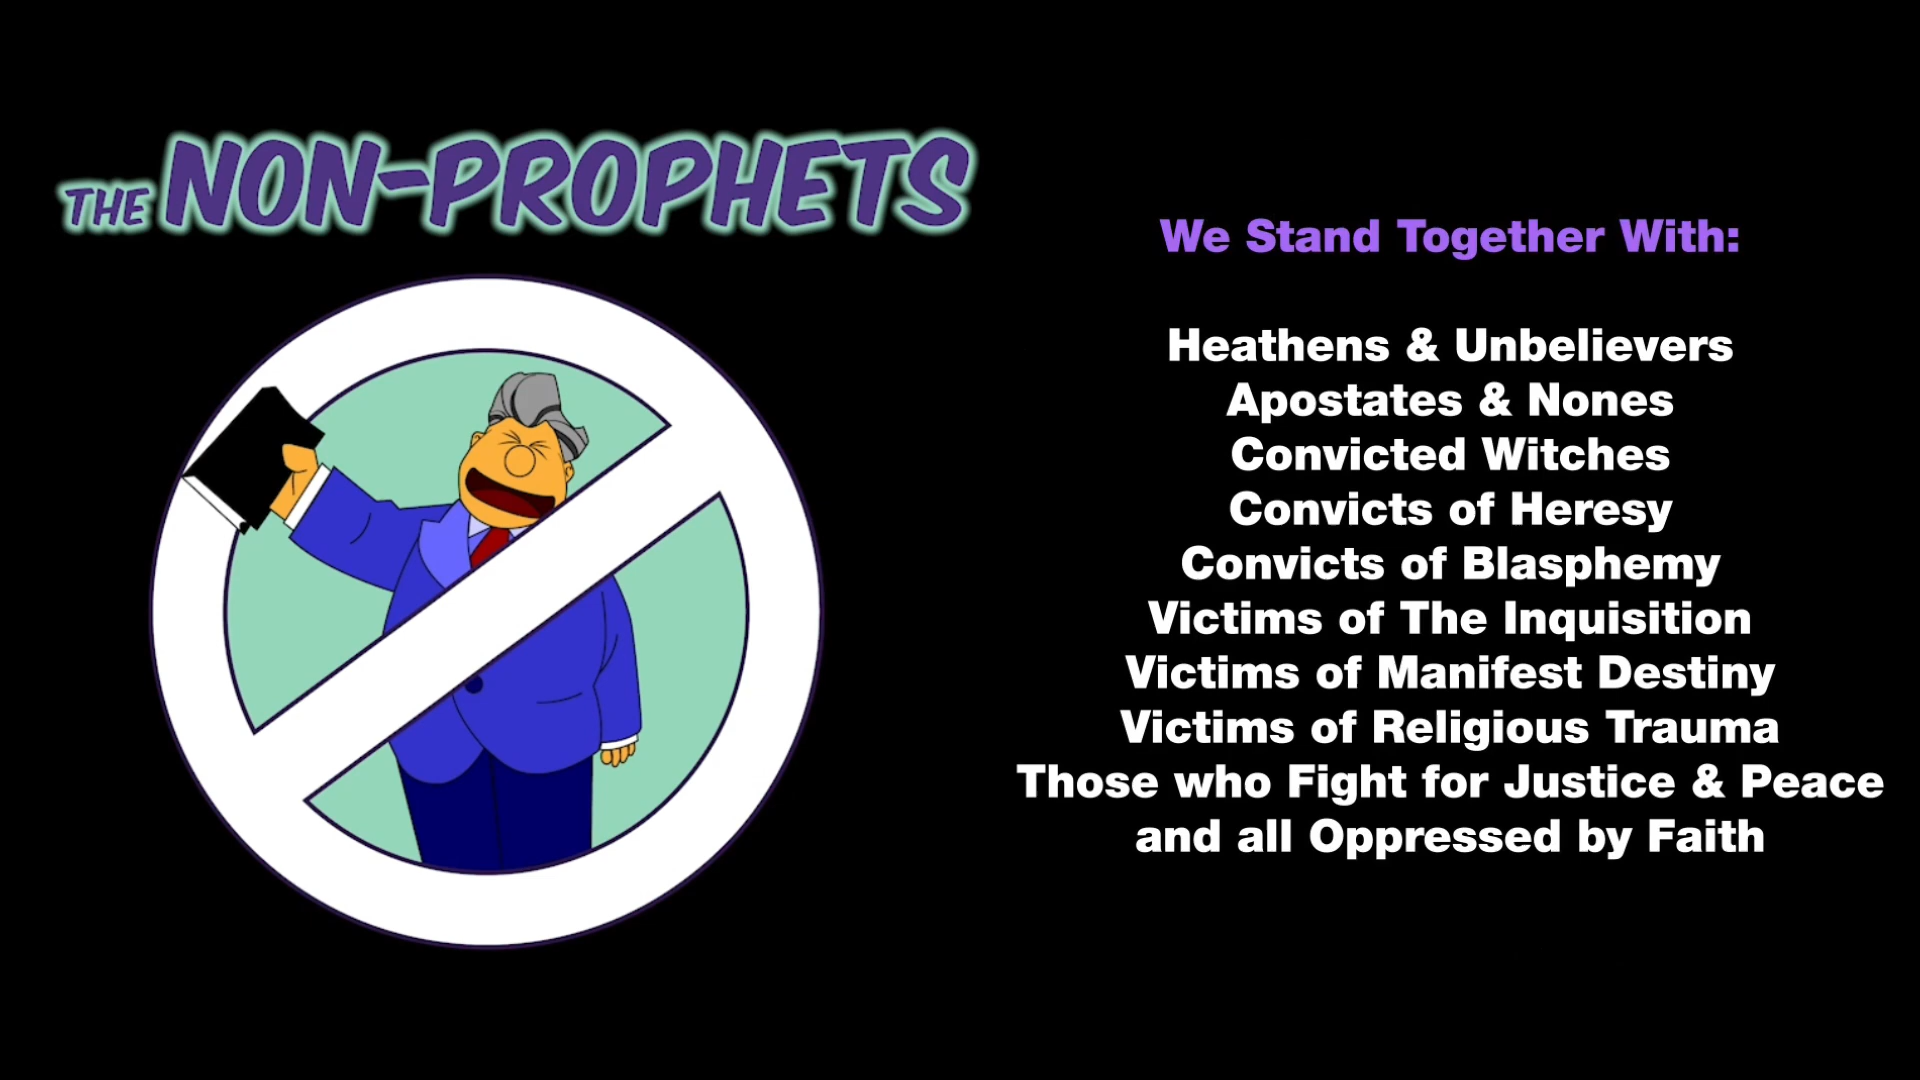 THE NON-PROPHETS
We Stand Together With:
Heathens & Unbelievers
Apostates & Nones
Convicted Witches
Convicts of Heresy
Convicts of Blasphemy
Victims of The Inquisition
Victims of Manifest Destiny
Victims of Religious Trauma
Those who Fight for Justice & Peace
and all Oppressed by Faith